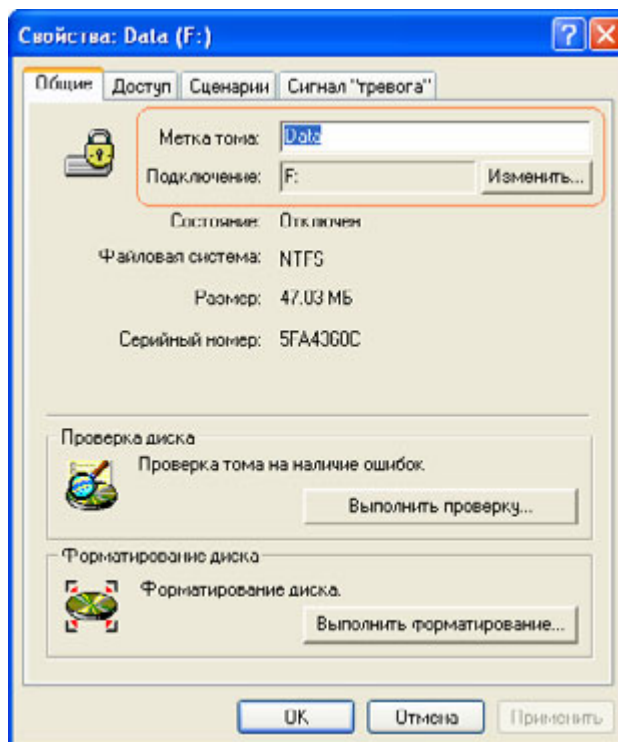 Свойства: Data (F:)
Общие Доступ Сценарии Сигнал "тревога"
Метка тома: Data
Подключение: F: Изменить...
Состояние: Отключен
Файловая система: NTFS
Размер: 47.03 МБ
Серийный номер: 5FA4360C
Проверка диска
Проверка тома на наличие ошибок.
Выполнить проверку...
Форматирование диска
Форматирование диска.
Выполнить форматирование...
OK Отмена Применить